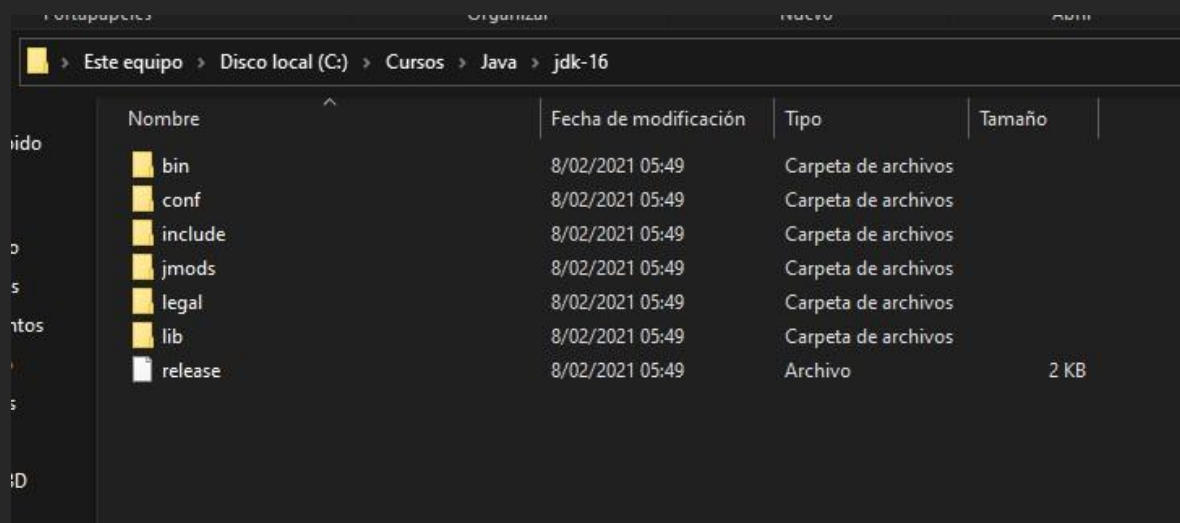 Portapapeles Organizar Nuevo Abrir
Este equipo > Disco local (C:) > Cursos > Java > jdk-16
Nombre Fecha de modificación Tipo Tamaño
bin 8/02/2021 05:49 Carpeta de archivos
conf 8/02/2021 05:49 Carpeta de archivos
include 8/02/2021 05:49 Carpeta de archivos
jmods 8/02/2021 05:49 Carpeta de archivos
legal 8/02/2021 05:49 Carpeta de archivos
lib 8/02/2021 05:49 Carpeta de archivos
release 8/02/2021 05:49 Archivo 2 KB